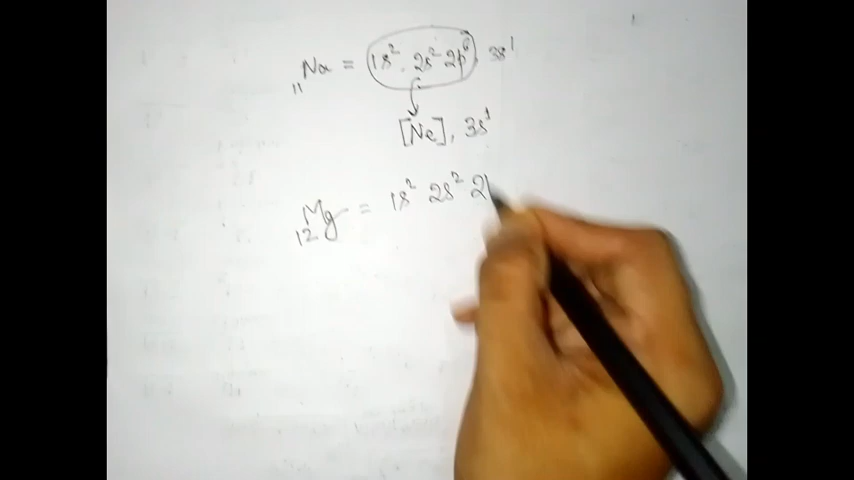 ₁₁Na = 1s² . 2s² 2p⁶, 3s¹
[Ne], 3s¹
₁₂Mg = 1s² 2s² 2